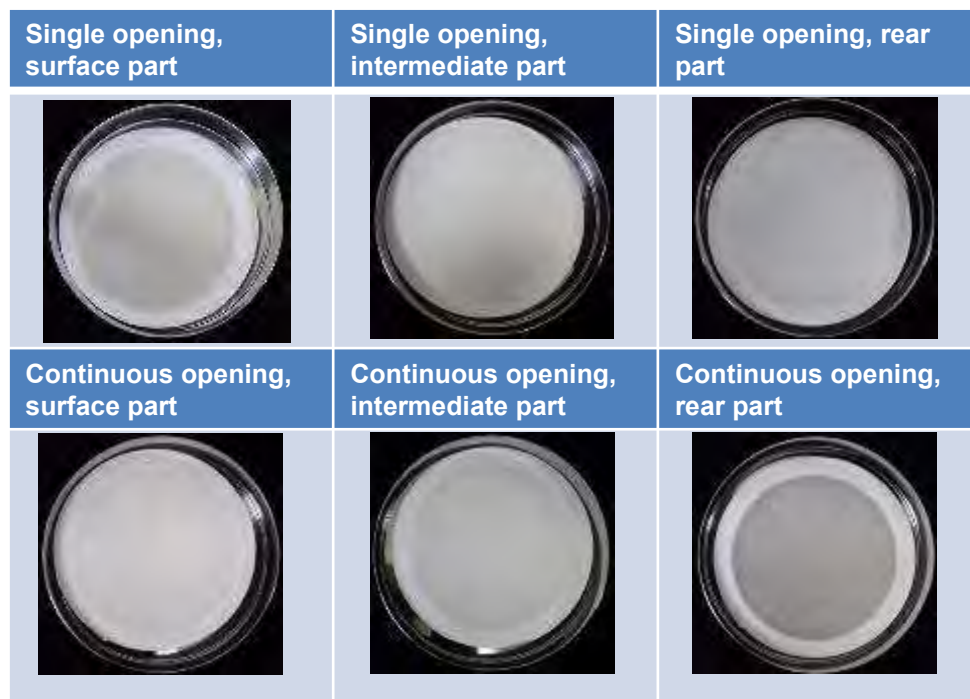 Single opening,
surface part
Single opening,
intermediate part
Single opening, rear
part
Continuous opening,
surface part
Continuous opening,
intermediate part
Continuous opening,
rear part